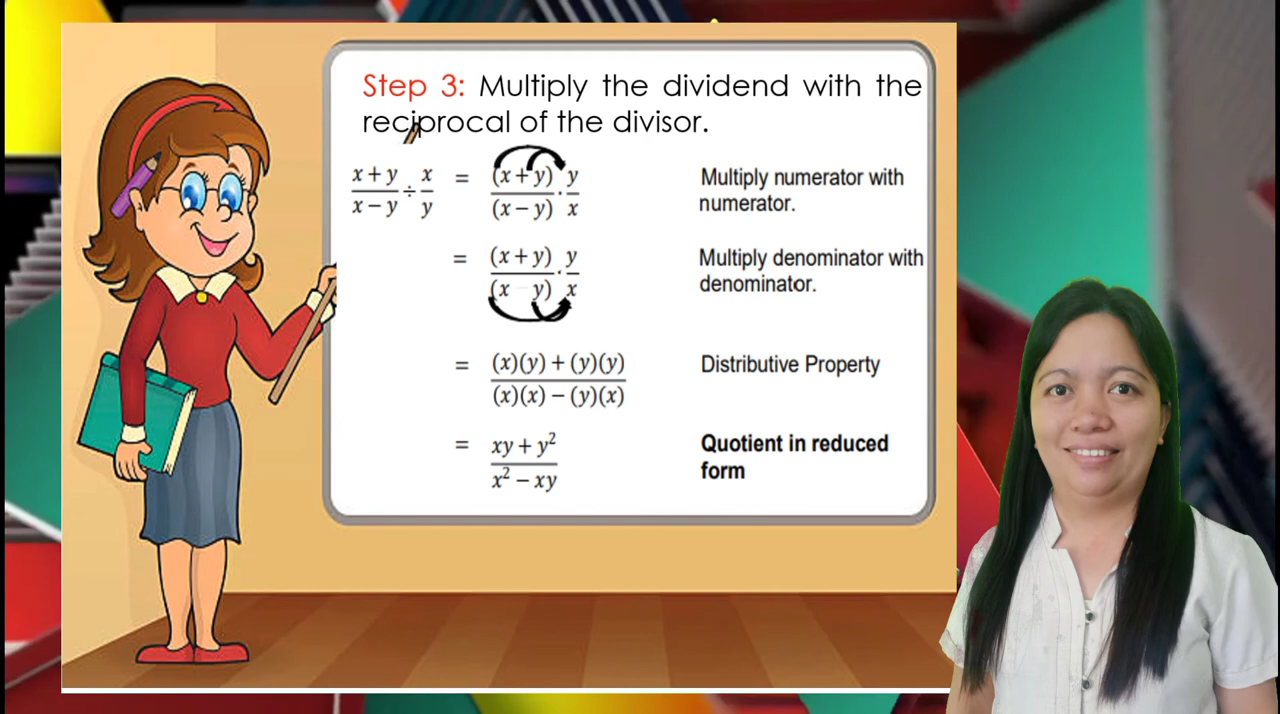 Step 3: Multiply the dividend with the
reciprocal of the divisor.
(x + y)/(x − y) ÷ x/y = (x + y)/(x − y) · y/x Multiply numerator with
numerator.
= (x + y)/(x y) · y/x Multiply denominator with
denominator.
= ((x)(y) + (y)(y))/((x)(x) − (y)(x)) Distributive Property
= (xy + y²)/(x² − xy) Quotient in reduced
form